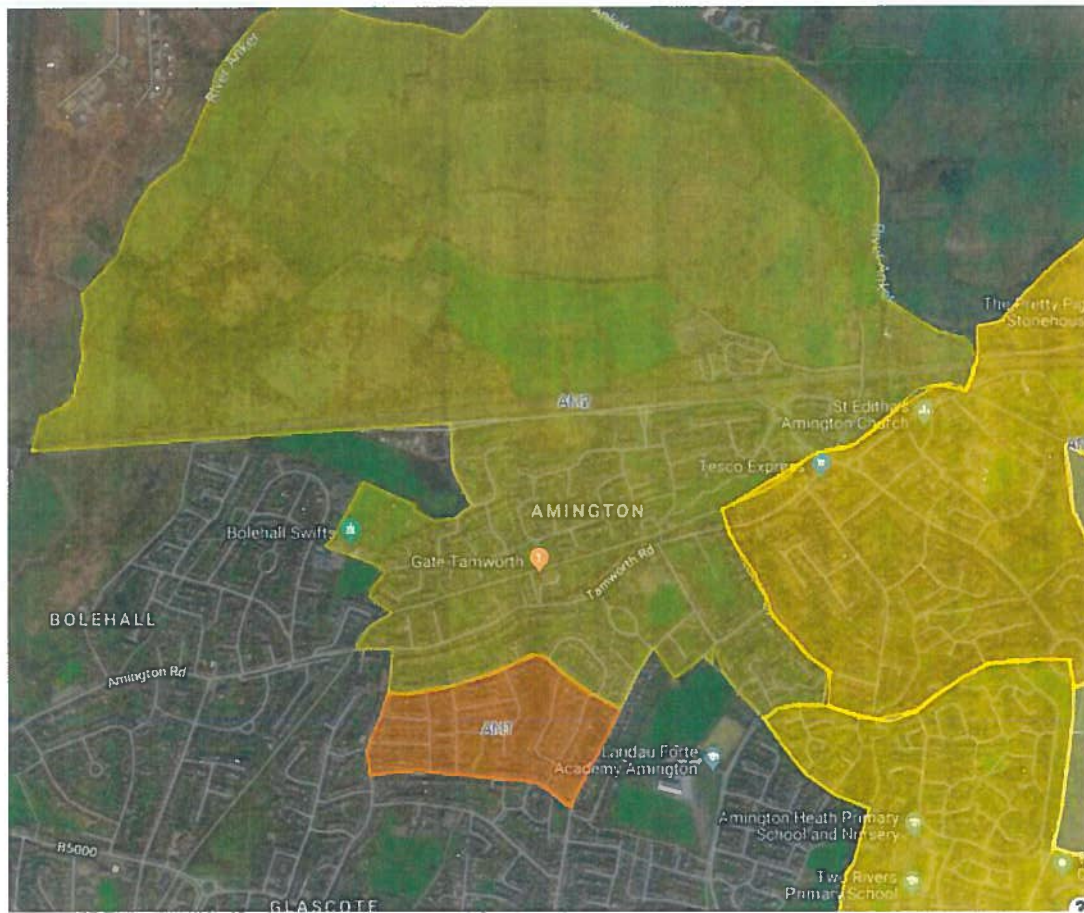 River Anker
Anker
River Anker
The Pretty
Stonehouse
St Editha's
Amington Church
Tesco Express
AMINGTON
Bolehall Swifts
Gate Tamworth
Tamworth Rd
BOLEHALL
Amington Rd
Landau Forte
Academy Amington
Amington Heath Primary
School and Nursery
B5000
Two Rivers
Primary School
GLASCOTE